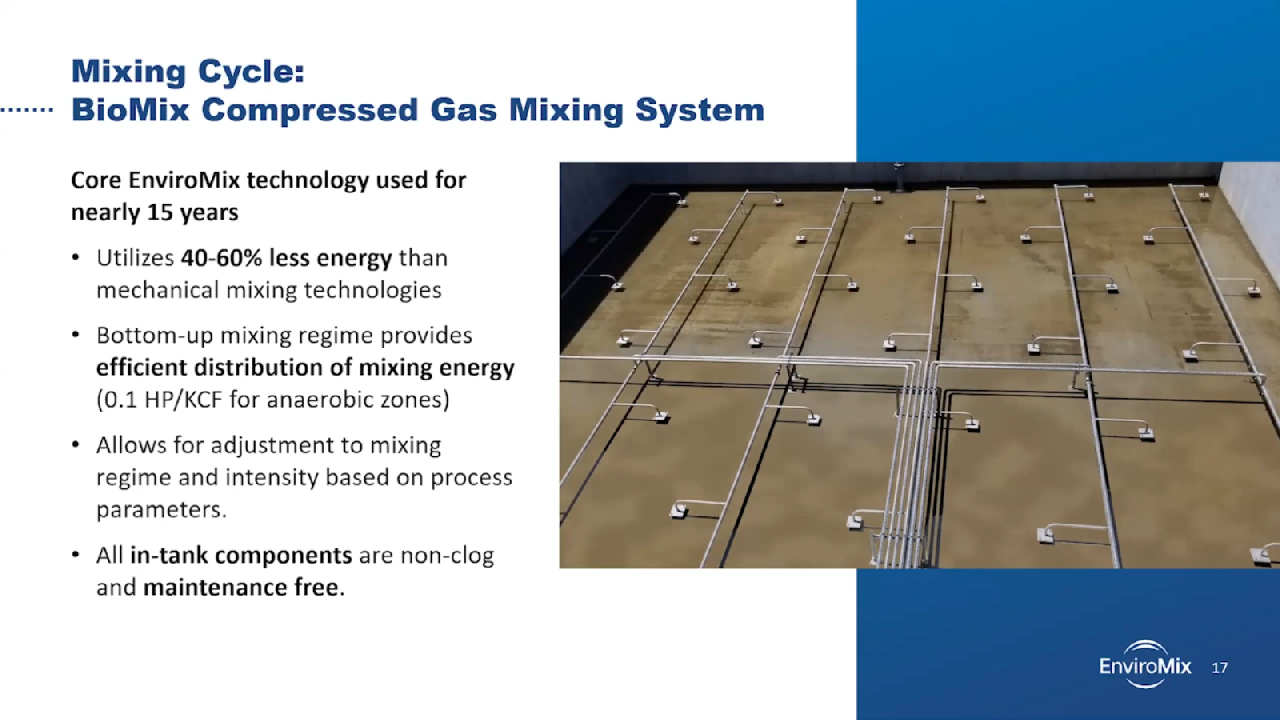 Mixing Cycle:
BioMix Compressed Gas Mixing System
Core EnviroMix technology used for
nearly 15 years
• Utilizes 40-60% less energy than
mechanical mixing technologies
• Bottom-up mixing regime provides
efficient distribution of mixing energy
(0.1 HP/KCF for anaerobic zones)
• Allows for adjustment to mixing
regime and intensity based on process
parameters.
• All in-tank components are non-clog
and maintenance free.
EnviroMix
17